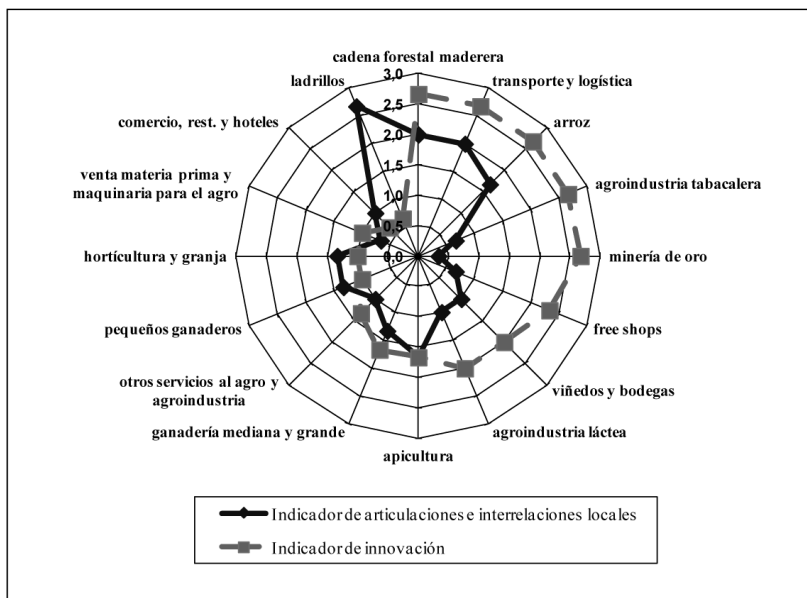 cadena forestal maderera
3,0
ladrillos
transporte y logística
2,5
comercio, rest. y hoteles
arroz
2,0
1,5
venta materia prima y
maquinaria para el agro
agroindustria tabacalera
1,0
0,5
hortícultura y granja
0,0
minería de oro
pequeños ganaderos
free shops
otros servicios al agro y
agroindustria
viñedos y bodegas
ganadería mediana y grande
agroindustria láctea
apicultura
Indicador de articulaciones e interrelaciones locales
Indicador de innovación